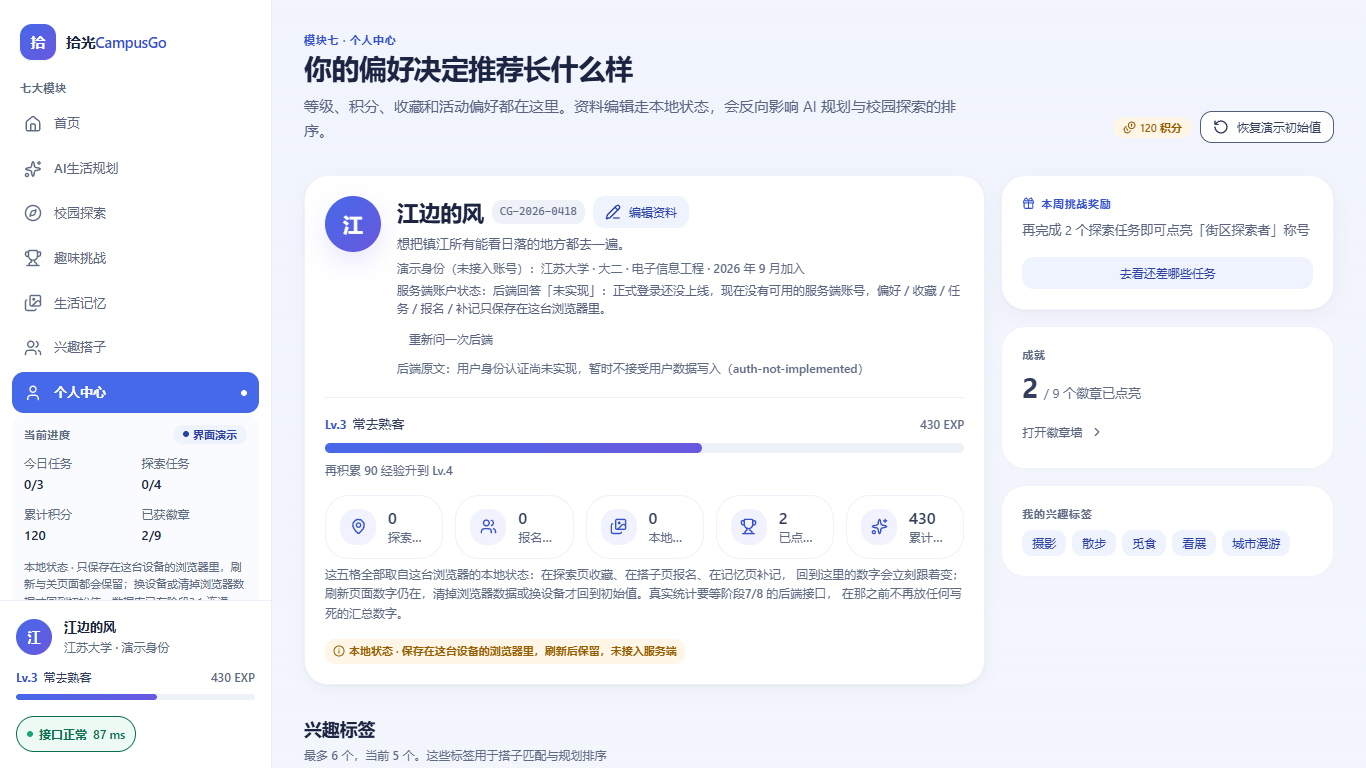 拾 拾光CampusGo
七大模块
首页
AI生活规划
校园探索
趣味挑战
生活记忆
兴趣搭子
个人中心
当前进度 界面演示
今日任务 探索任务
0/3 0/4
累计积分 已获徽章
120 2/9
本地状态 · 只保存在这台设备的浏览器里，刷
新与关页面都会保留；换设备或清掉浏览器数
江 江边的风
江苏大学 · 演示身份
Lv.3 常去熟客 430 EXP
接口正常 87 ms
模块七 · 个人中心
你的偏好决定推荐长什么样
等级、积分、收藏和活动偏好都在这里。资料编辑走本地状态，会反向影响 AI 规划与校园探索的排
序。
120 积分 恢复演示初始值
江 江边的风 CG-2026-0418 编辑资料
想把镇江所有能看日落的地方都去一遍。
演示身份（未接入账号）：江苏大学 · 大二 · 电子信息工程 · 2026 年 9 月加入
服务端账户状态：后端回答「未实现」：正式登录还没上线，现在没有可用的服务端账号，偏好 / 收藏 / 任
务 / 报名 / 补记只保存在这台浏览器里。
重新问一次后端
后端原文：用户身份认证尚未实现，暂时不接受用户数据写入（auth-not-implemented）
Lv.3 常去熟客 430 EXP
再积累 90 经验升到 Lv.4
0 探索...
0 报名...
0 本地...
2 已点...
430 累计...
这五格全部取自这台浏览器的本地状态：在探索页收藏、在搭子页报名、在记忆页补记， 回到这里的数字会立刻跟着变；
刷新页面数字仍在，清掉浏览器数据或换设备才回到初始值。真实统计要等阶段7/8 的后端接口， 在那之前不再放任何写
死的汇总数字。
本地状态 · 保存在这台设备的浏览器里，刷新后保留，未接入服务端
兴趣标签
最多 6 个，当前 5 个。这些标签用于搭子匹配与规划排序
本周挑战奖励
再完成 2 个探索任务即可点亮「街区探索者」称号
去看还差哪些任务
成就
2 / 9 个徽章已点亮
打开徽章墙
我的兴趣标签
摄影 散步 觅食 看展 城市漫游